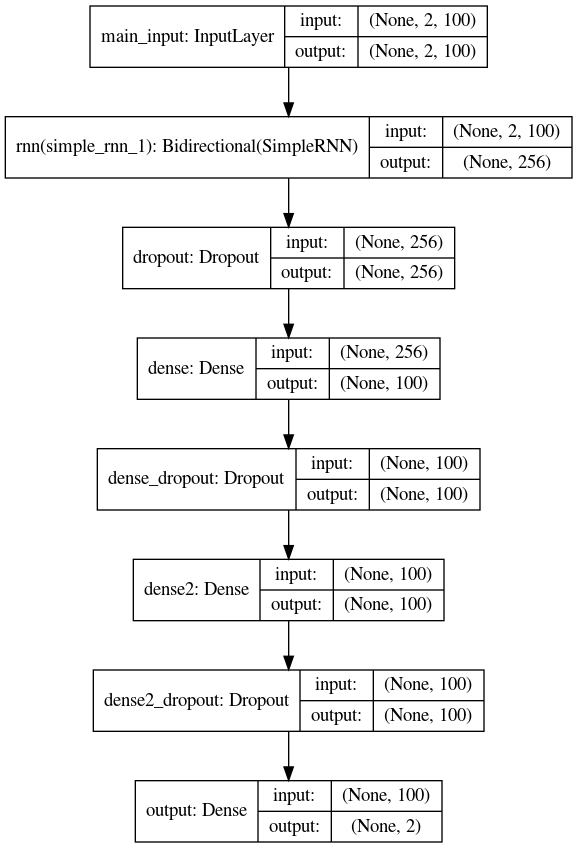 main_input: InputLayer
input:
(None, 2, 100)
output:
(None, 2, 100)
rnn(simple_rnn_1): Bidirectional(SimpleRNN)
input:
(None, 2, 100)
output:
(None, 256)
dropout: Dropout
input:
(None, 256)
output:
(None, 256)
dense: Dense
input:
(None, 256)
output:
(None, 100)
dense_dropout: Dropout
input:
(None, 100)
output:
(None, 100)
dense2: Dense
input:
(None, 100)
output:
(None, 100)
dense2_dropout: Dropout
input:
(None, 100)
output:
(None, 100)
output: Dense
input:
(None, 100)
output:
(None, 2)